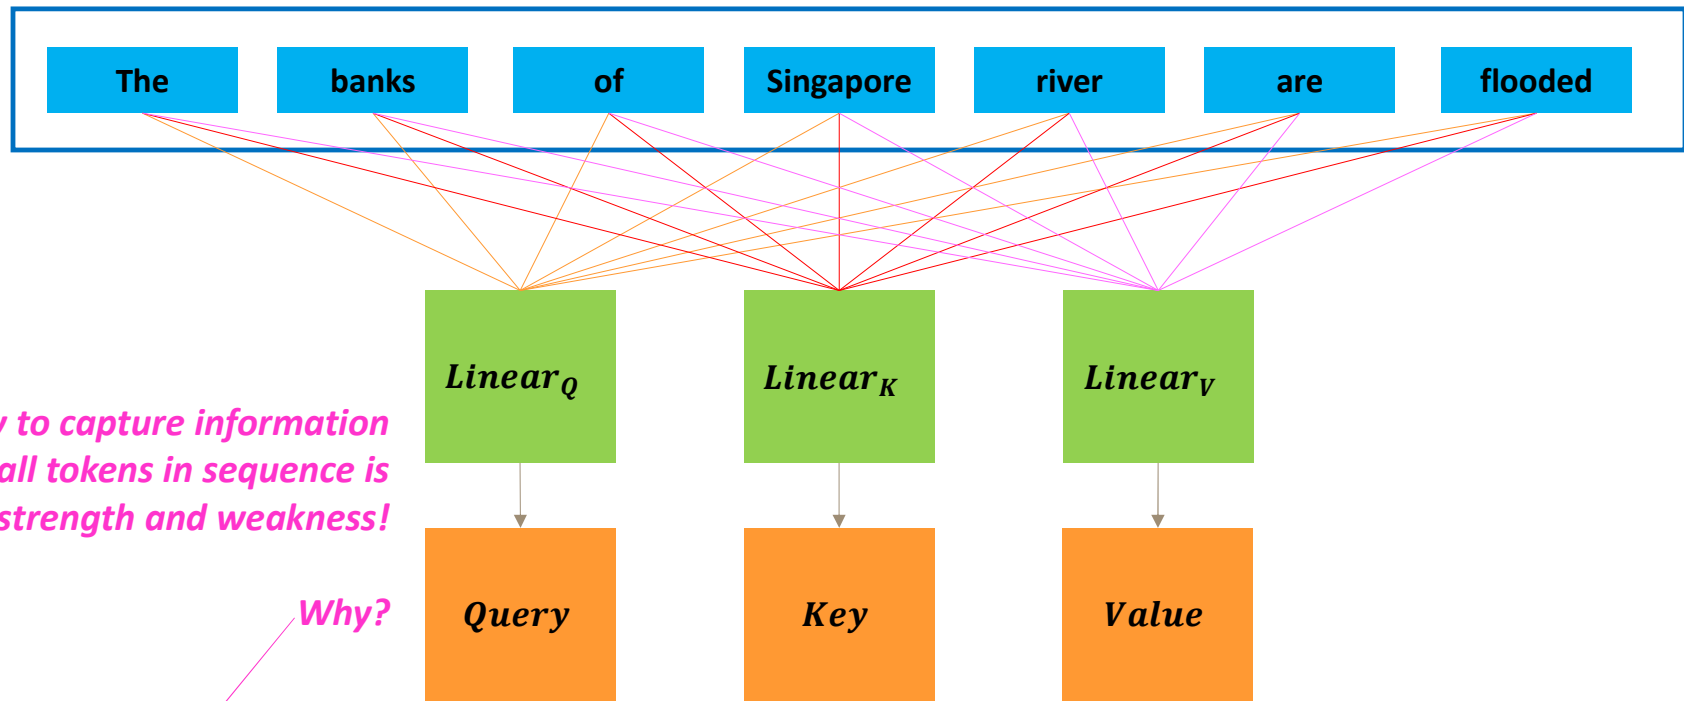 The banks of Singapore river are flooded
Linear_Q Linear_K Linear_V
y to capture information
all tokens in sequence is
strength and weakness!
Why?
Query Key Value